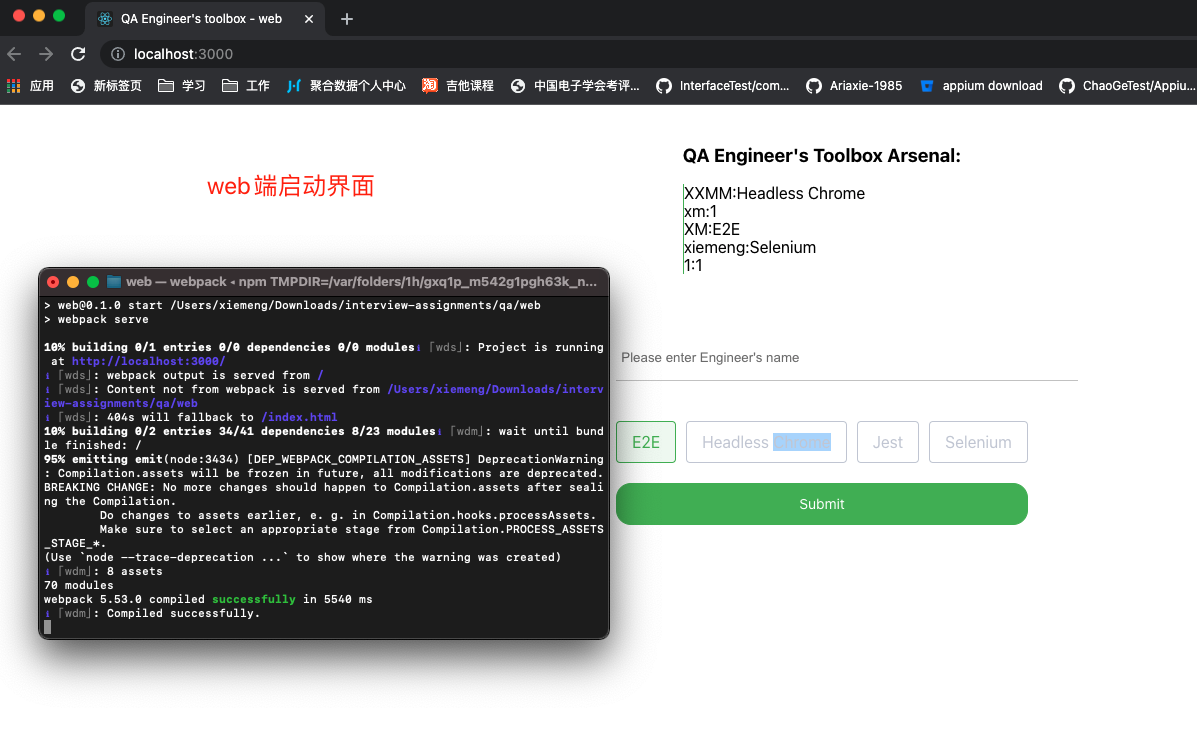 QA Engineer's toolbox - web
localhost:3000
应用 新标签页 学习 工作 聚合数据个人中心 吉他课程 中国电子学会考评... InterfaceTest/com... Ariaxie-1985 appium download ChaoGeTest/Appiu...
QA Engineer's Toolbox Arsenal:
web端启动界面
XXMM:Headless Chrome
xm:1
XM:E2E
xiemeng:Selenium
1:1
web — webpack ◂ npm TMPDIR=/var/folders/1h/gxq1p_m542g1pgh63k_n...
> web@0.1.0 start /Users/xiemeng/Downloads/interview-assignments/qa/web
> webpack serve
10% building 0/1 entries 0/0 dependencies 0/0 modulesℹ ｢wds｣: Project is running
at http://localhost:3000/
ℹ ｢wds｣: webpack output is served from /
ℹ ｢wds｣: Content not from webpack is served from /Users/xiemeng/Downloads/interv
iew-assignments/qa/web
ℹ ｢wds｣: 404s will fallback to /index.html
10% building 0/2 entries 34/41 dependencies 8/23 modulesℹ ｢wdm｣: wait until bund
le finished: /
95% emitting emit(node:3434) [DEP_WEBPACK_COMPILATION_ASSETS] DeprecationWarning
: Compilation.assets will be frozen in future, all modifications are deprecated.
BREAKING CHANGE: No more changes should happen to Compilation.assets after seali
ng the Compilation.
Do changes to assets earlier, e. g. in Compilation.hooks.processAssets.
Make sure to select an appropriate stage from Compilation.PROCESS_ASSETS
_STAGE_*.
(Use `node --trace-deprecation ...` to show where the warning was created)
ℹ ｢wdm｣: 8 assets
70 modules
webpack 5.53.0 compiled successfully in 5540 ms
ℹ ｢wdm｣: Compiled successfully.
Please enter Engineer's name
E2E Headless Chrome Jest Selenium
Submit